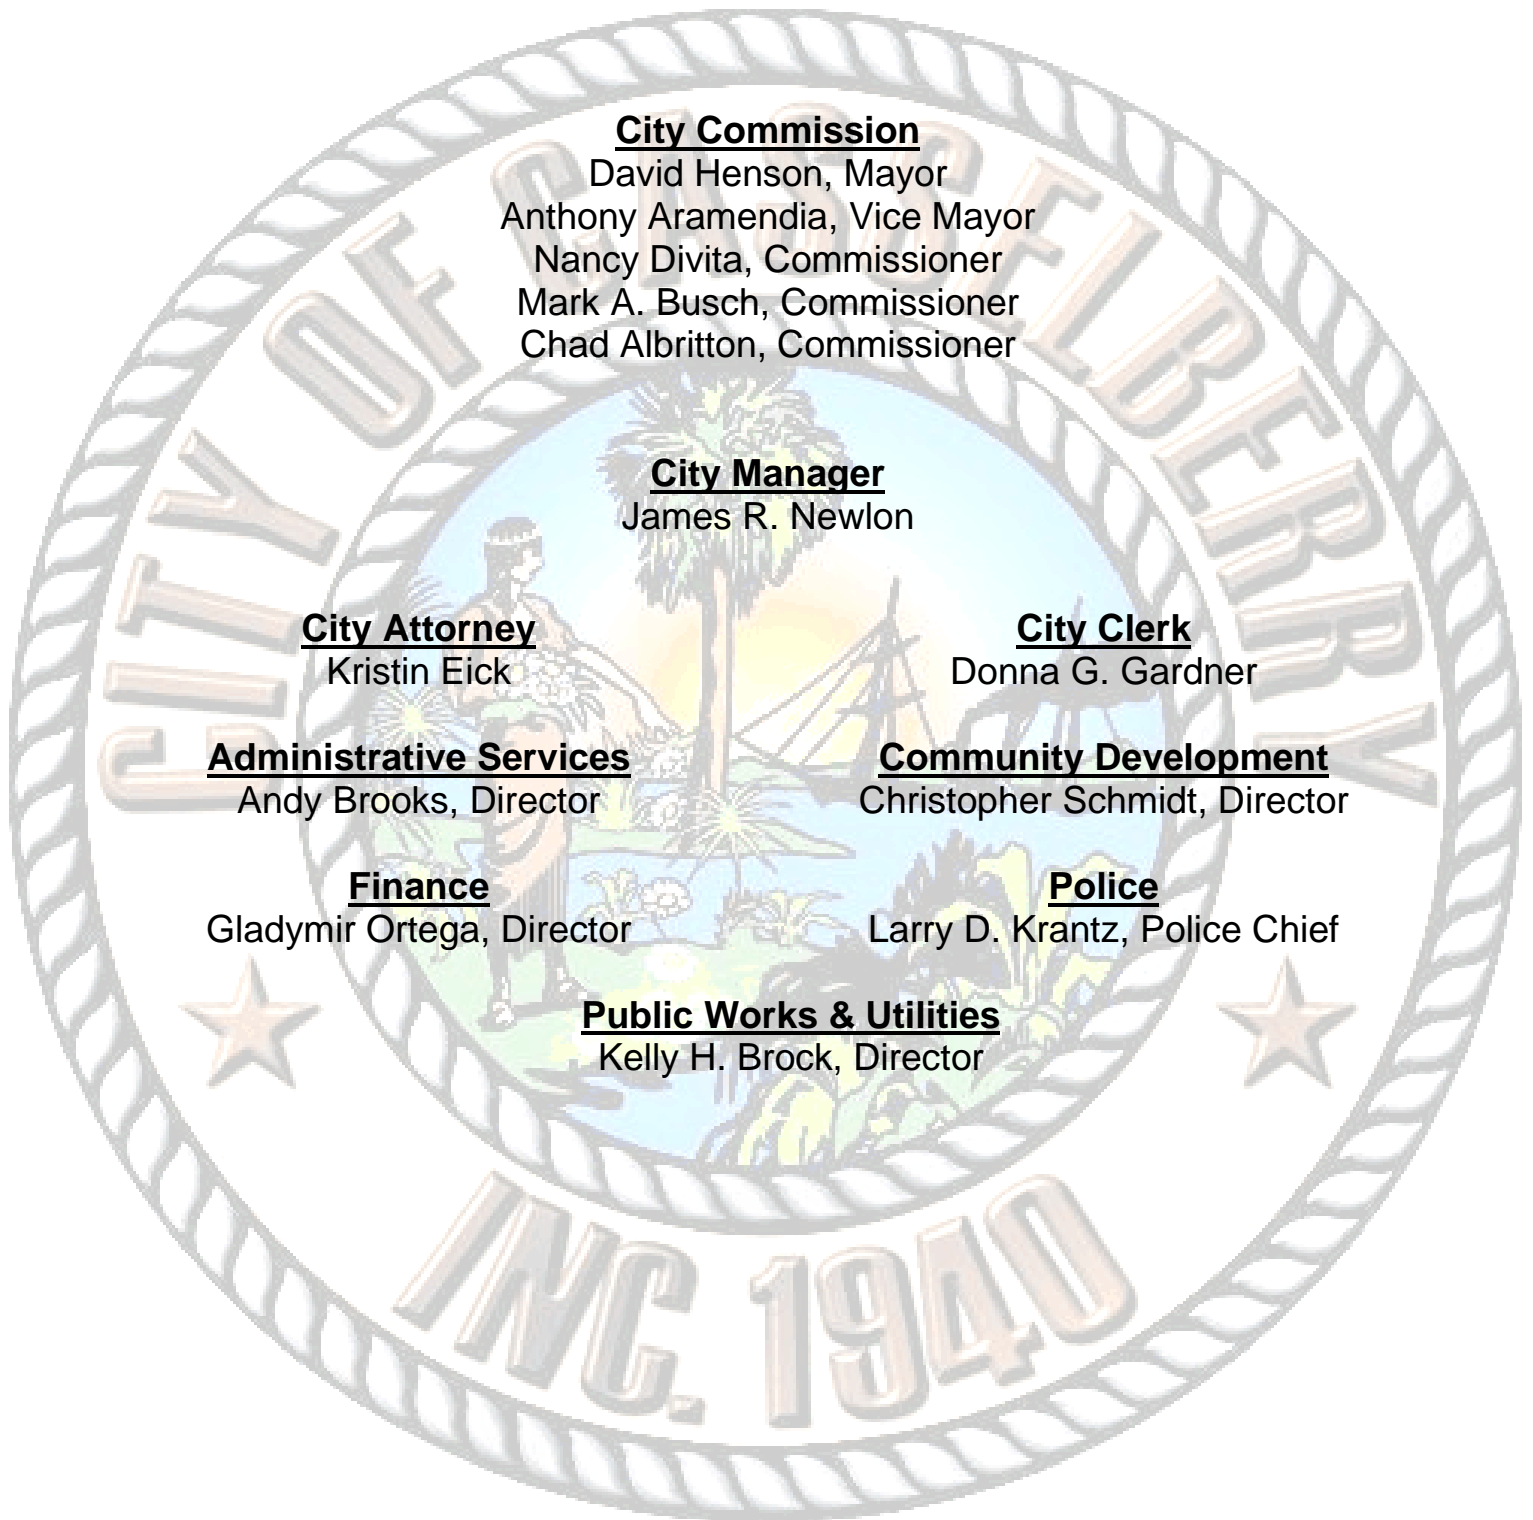 City Commission
David Henson, Mayor
Anthony Aramendia, Vice Mayor
Nancy Divita, Commissioner
Mark A. Busch, Commissioner
Chad Albritton, Commissioner
City Manager
James R. Newlon
City Attorney
Kristin Eick
City Clerk
Donna G. Gardner
Administrative Services
Andy Brooks, Director
Community Development
Christopher Schmidt, Director
Finance
Gladymir Ortega, Director
Police
Larry D. Krantz, Police Chief
Public Works & Utilities
Kelly H. Brock, Director
CITY OF CASSELBERRY
INC. 1940